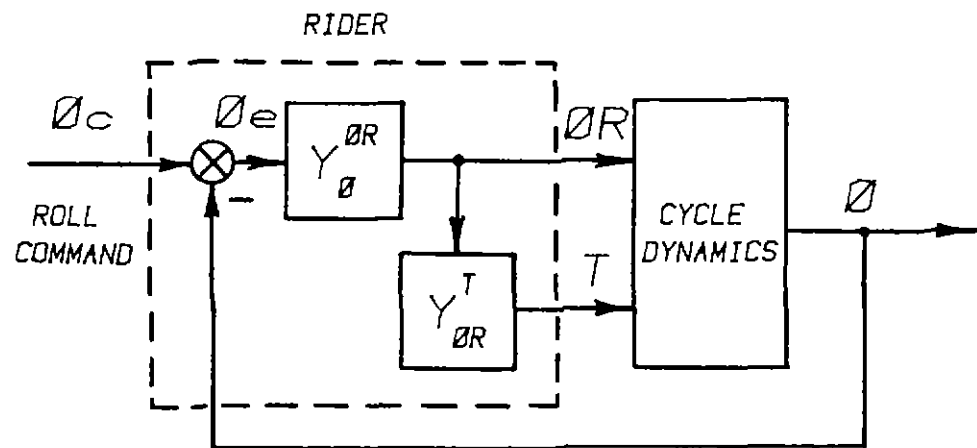 RIDER
Øc
Øe
Y ØR Ø
ØR
ROLL
COMMAND
CYCLE
DYNAMICS
Ø
Y T ØR
T
-